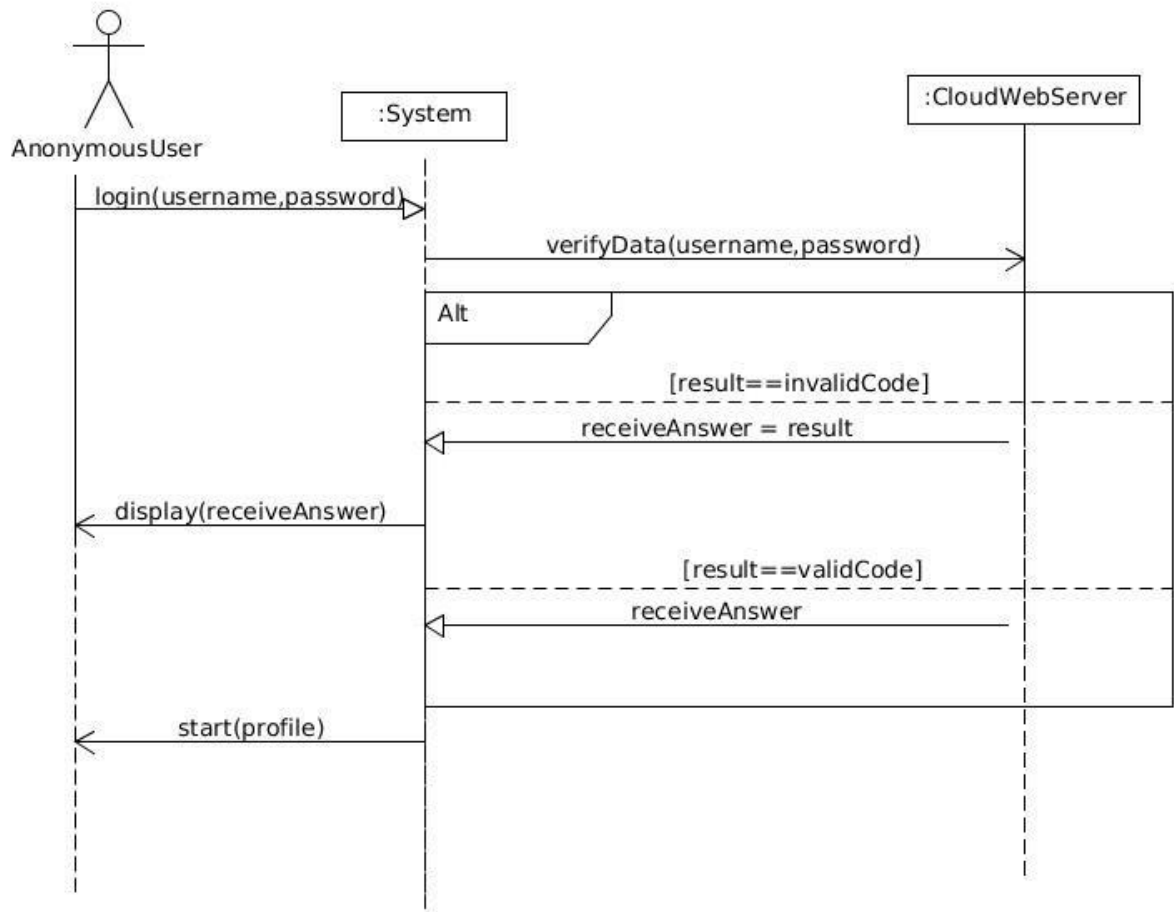 :System
:CloudWebServer
AnonymousUser
login(username,password)
verifyData(username,password)
Alt
[result==invalidCode]
receiveAnswer = result
display(receiveAnswer)
[result==validCode]
receiveAnswer
start(profile)